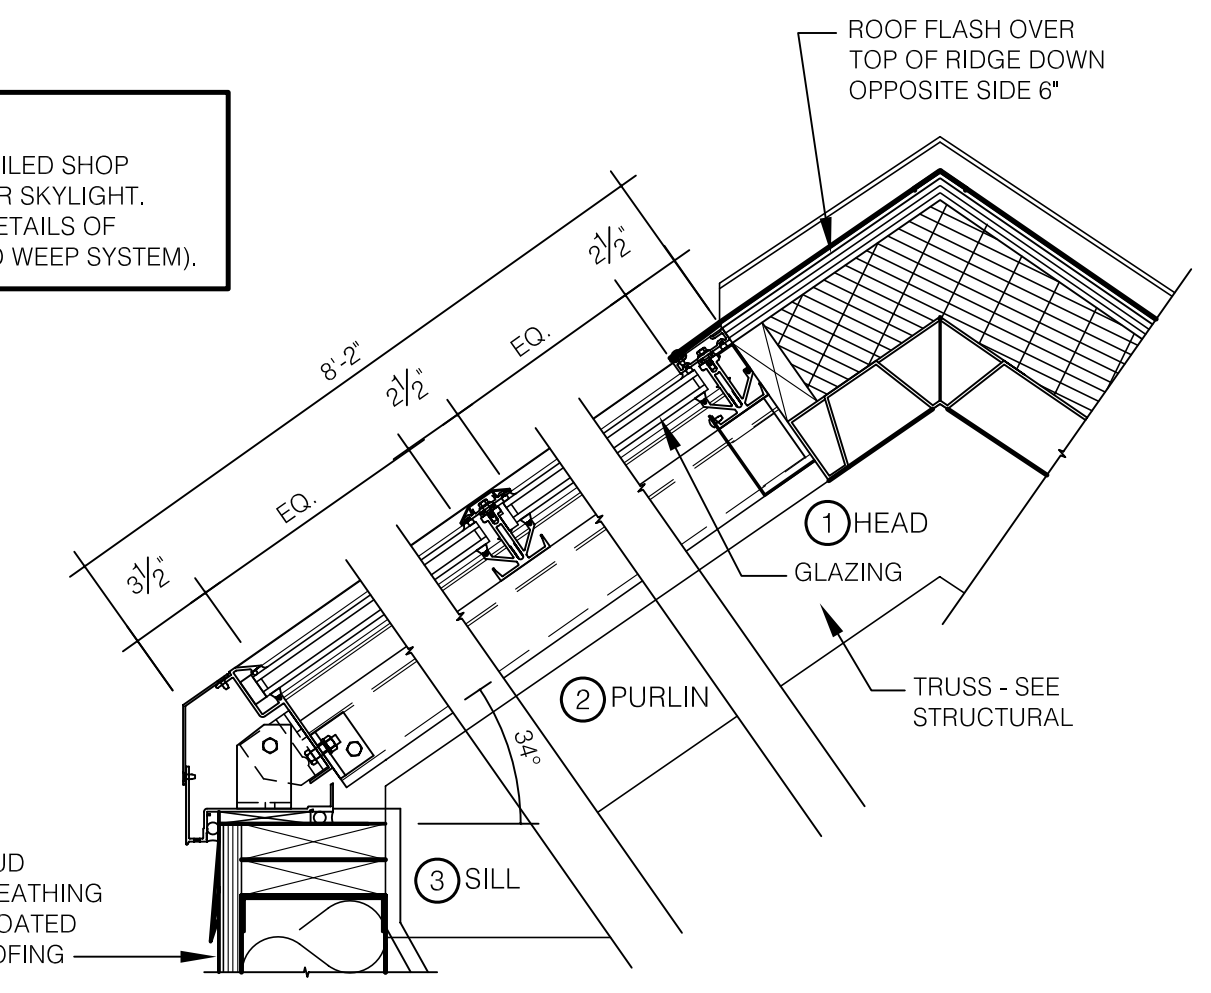 ROOF FLASH OVER
TOP OF RIDGE DOWN
OPPOSITE SIDE 6"
ILED SHOP
R SKYLIGHT.
ETAILS OF
O WEEP SYSTEM).
2½"
EQ.
8'-2"
2½"
EQ.
3½"
1 HEAD
GLAZING
2 PURLIN
TRUSS - SEE
STRUCTURAL
34°
3 SILL
UD
EATHING
OATED
OFING